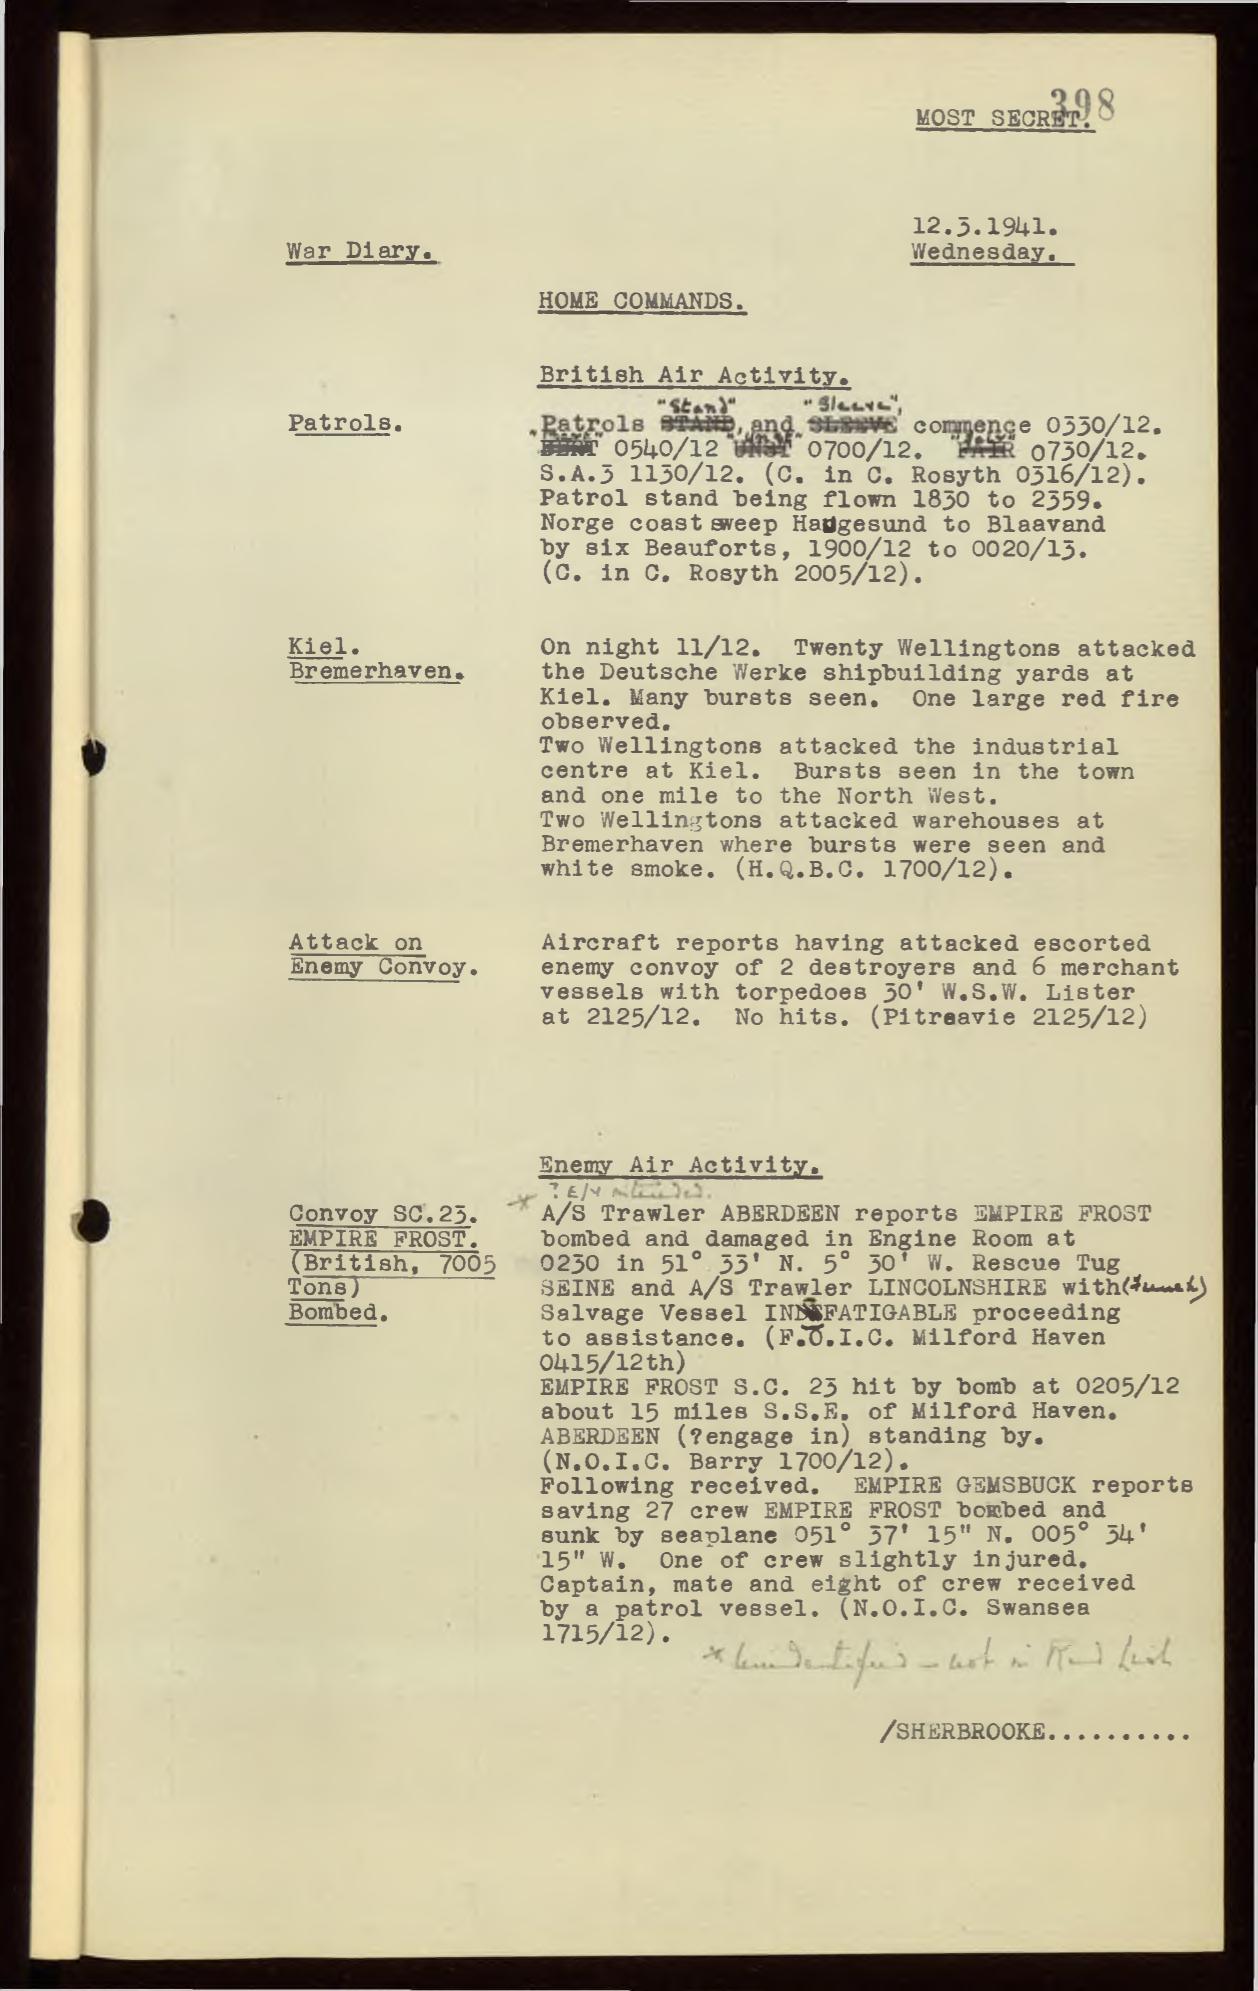 398
MOST SECRET.
12.3.1941.
War Diary.
Wednesday.
HOME COMMANDS.
British Air Activity.
"Stand" "Sleeve",
Patrols.
Patrols STAND, and SLEEVE commence 0330/12.
0540/12 0700/12. FAIR 0730/12.
S.A.3 1130/12. (C. in C. Rosyth 0316/12).
Patrol stand being flown 1830 to 2359.
Norge coast sweep Haugesund to Blaavand
by six Beauforts, 1900/12 to 0020/13.
(C. in C. Rosyth 2005/12).
Kiel.
Bremerhaven.
On night 11/12. Twenty Wellingtons attacked
the Deutsche Werke shipbuilding yards at
Kiel. Many bursts seen. One large red fire
observed.
Two Wellingtons attacked the industrial
centre at Kiel. Bursts seen in the town
and one mile to the North West.
Two Wellingtons attacked warehouses at
Bremerhaven where bursts were seen and
white smoke. (H.Q.B.C. 1700/12).
Attack on
Enemy Convoy.
Aircraft reports having attacked escorted
enemy convoy of 2 destroyers and 6 merchant
vessels with torpedoes 30' W.S.W. Lister
at 2125/12. No hits. (Pitreavie 2125/12)
Enemy Air Activity.
* ? intended.
Convoy SC.23.
EMPIRE FROST.
(British, 7005
Tons)
Bombed.
A/S Trawler ABERDEEN reports EMPIRE FROST
bombed and damaged in Engine Room at
0230 in 51° 33' N. 5° 30' W. Rescue Tug
SEINE and A/S Trawler LINCOLNSHIRE with (French)
Salvage Vessel INDEFATIGABLE proceeding
to assistance. (F.O.I.C. Milford Haven
0415/12th)
EMPIRE FROST S.C. 23 hit by bomb at 0205/12
about 15 miles S.S.E. of Milford Haven.
ABERDEEN (?engage in) standing by.
(N.O.I.C. Barry 1700/12).
Following received. EMPIRE GEMSBUCK reports
saving 27 crew EMPIRE FROST bombed and
sunk by seaplane 051° 37' 15" N. 005° 34'
15" W. One of crew slightly injured.
Captain, mate and eight of crew received
by a patrol vessel. (N.O.I.C. Swansea
1715/12).
* Unidentified - not in Red List
/SHERBROOKE..........